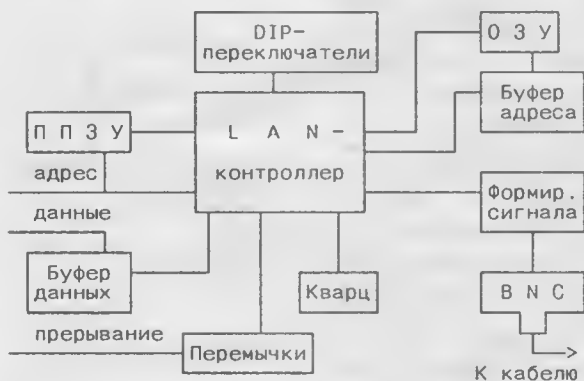 DIP-
переключатели
О З У
Буфер
адреса
П П З У
L A N -
контроллер
адрес
данные
Формир.
сигнала
Буфер
данных
Кварц
B N C
прерывание
Перемычки
К кабелю